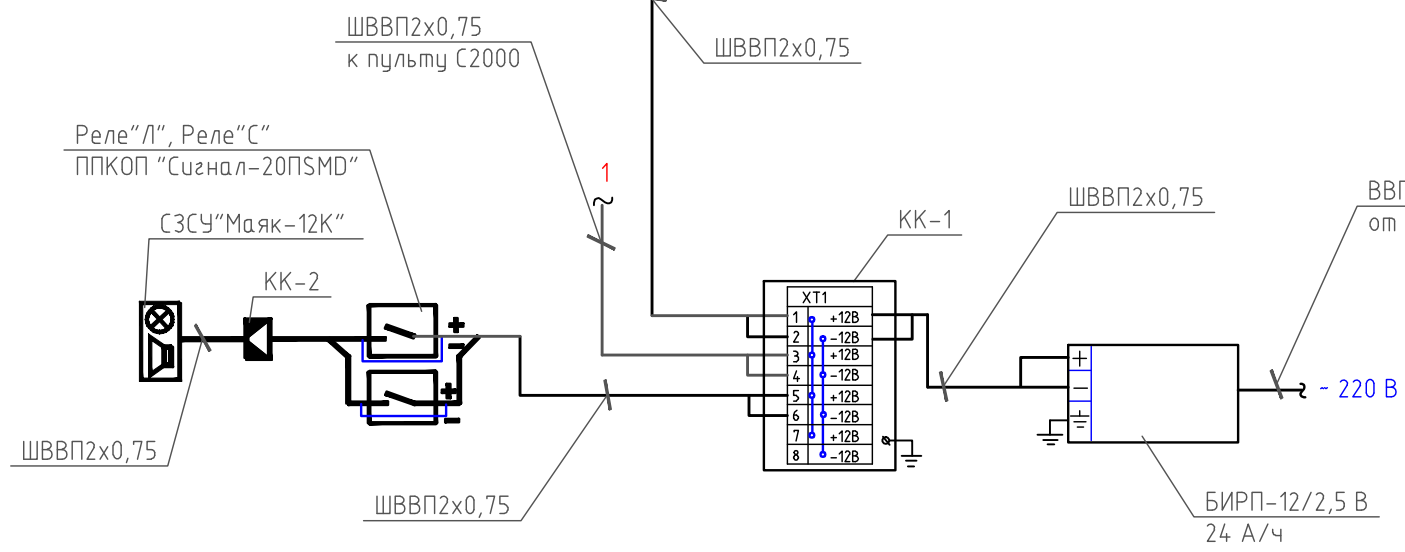 ШВВП2х0,75
к пульту С2000
ШВВП2х0,75
Реле"Л", Реле"С"
ППКОП "Сигнал-20ПSMD"
1
ШВВП2х0,75
от
СЗСУ"Маяк-12К"
КК-1
КК-2
XT1
1 +12В
2 -12В
3 +12В
4 -12В
5 +12В
6 -12В
7 +12В
8 -12В
+
-
+
-
+
-
~ 220 В
ШВВП2х0,75
ШВВП2х0,75
БИРП-12/2,5 В
24 А/ч